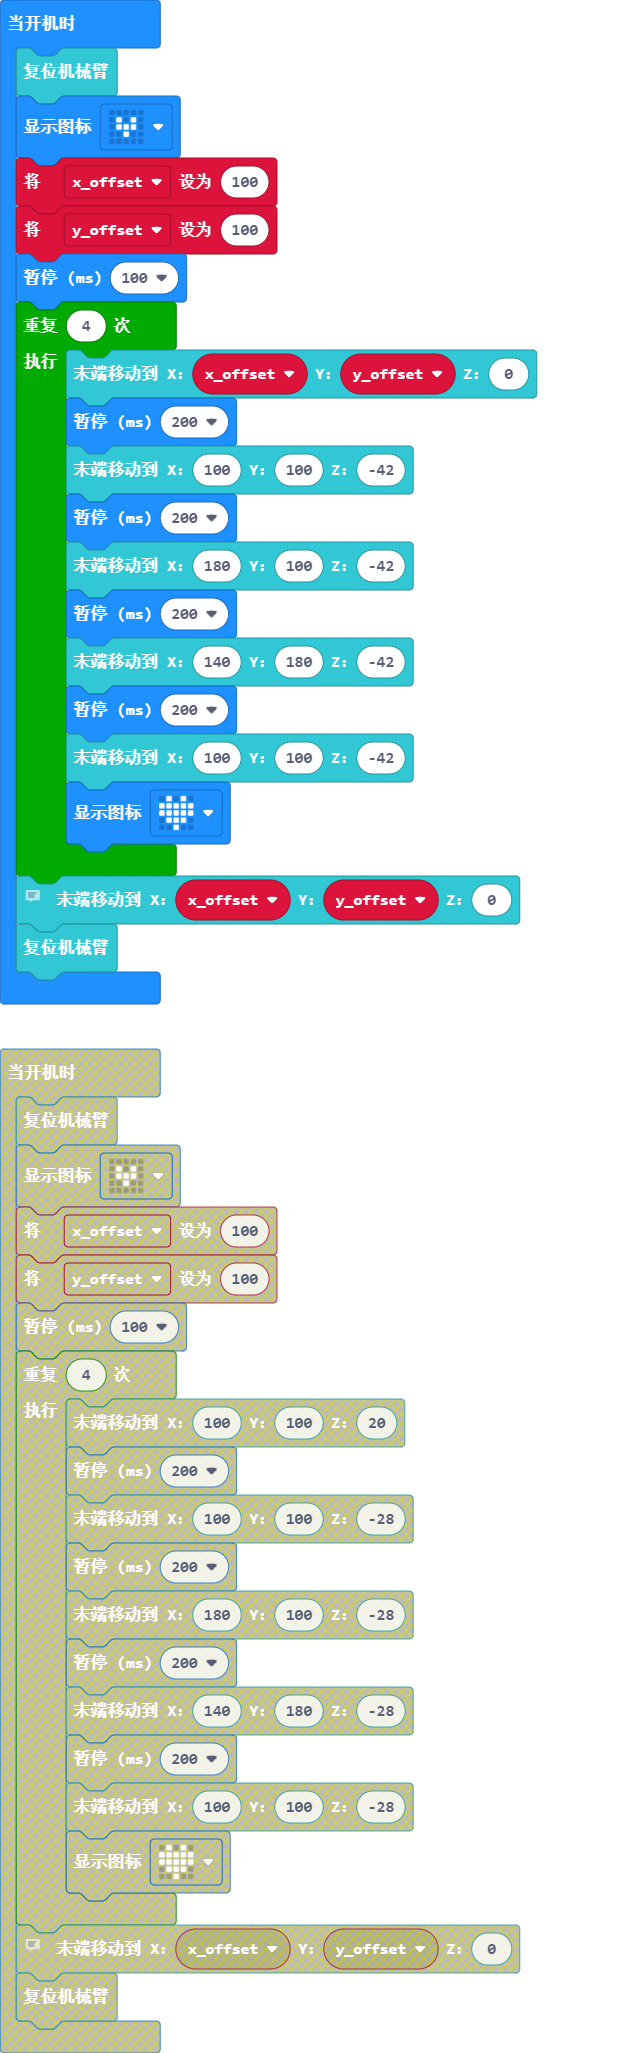 当开机时
复位机械臂
显示图标
将 x_offset 设为 100
将 y_offset 设为 100
暂停 (ms) 100
重复 4 次
执行
末端移动到 X: x_offset Y: y_offset Z: 0
暂停 (ms) 200
末端移动到 X: 100 Y: 100 Z: -42
暂停 (ms) 200
末端移动到 X: 180 Y: 100 Z: -42
暂停 (ms) 200
末端移动到 X: 140 Y: 180 Z: -42
暂停 (ms) 200
末端移动到 X: 100 Y: 100 Z: -42
显示图标
末端移动到 X: x_offset Y: y_offset Z: 0
复位机械臂
当开机时
复位机械臂
显示图标
将 x_offset 设为 100
将 y_offset 设为 100
暂停 (ms) 100
重复 4 次
执行
末端移动到 X: 100 Y: 100 Z: 20
暂停 (ms) 200
末端移动到 X: 100 Y: 100 Z: -28
暂停 (ms) 200
末端移动到 X: 180 Y: 100 Z: -28
暂停 (ms) 200
末端移动到 X: 140 Y: 180 Z: -28
暂停 (ms) 200
末端移动到 X: 100 Y: 100 Z: -28
显示图标
末端移动到 X: x_offset Y: y_offset Z: 0
复位机械臂